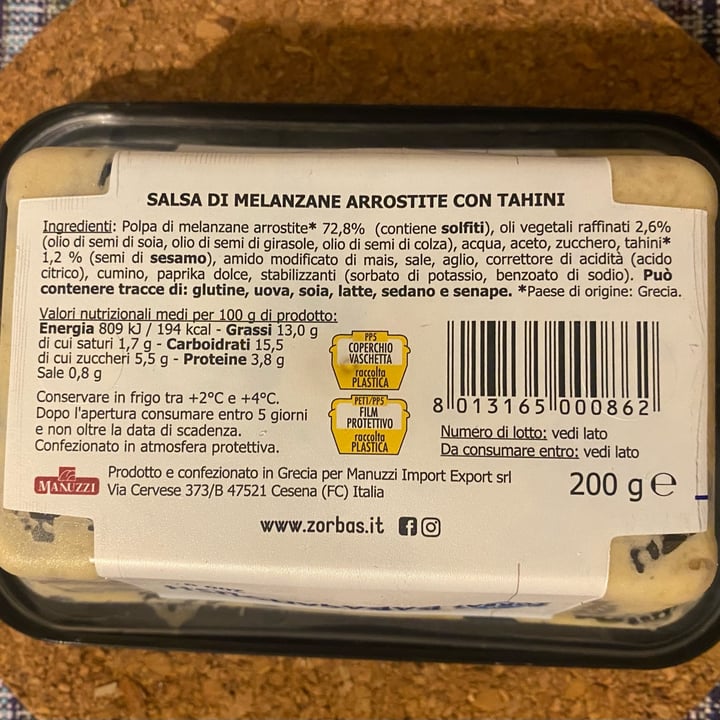 SALSA DI MELANZANE ARROSTITE CON TAHINI
Ingredienti: Polpa di melanzane arrostite* 72,8% (contiene solfiti), oli vegetali raffinati 2,6%
(olio di semi di soia, olio di semi di girasole, olio di semi di colza), acqua, aceto, zucchero, tahini*
1,2 % (semi di sesamo), amido modificato di mais, sale, aglio, correttore di acidità (acido
citrico), cumino, paprika dolce, stabilizzanti (sorbato di potassio, benzoato di sodio). Può
contenere tracce di: glutine, uova, soia, latte, sedano e senape. *Paese di origine: Grecia.
Valori nutrizionali medi per 100 g di prodotto:
Energia 809 kJ / 194 kcal - Grassi 13,0 g
di cui saturi 1,7 g - Carboidrati 15,5
di cui zuccheri 5,5 g - Proteine 3,8 g
Sale 0,8 g
Conservare in frigo tra +2°C e +4°C.
Dopo l'apertura consumare entro 5 giorni
e non oltre la data di scadenza.
Confezionato in atmosfera protettiva.
PP5
COPERCHIO
VASCHETTA
raccolta
PLASTICA
PET1/PP5
FILM
PROTETTIVO
raccolta
PLASTICA
8 013165 000862
Numero di lotto: vedi lato
Da consumare entro: vedi lato
MANUZZI
Prodotto e confezionato in Grecia per Manuzzi Import Export srl
Via Cervese 373/B 47521 Cesena (FC) Italia
200 g e
www.zorbas.it